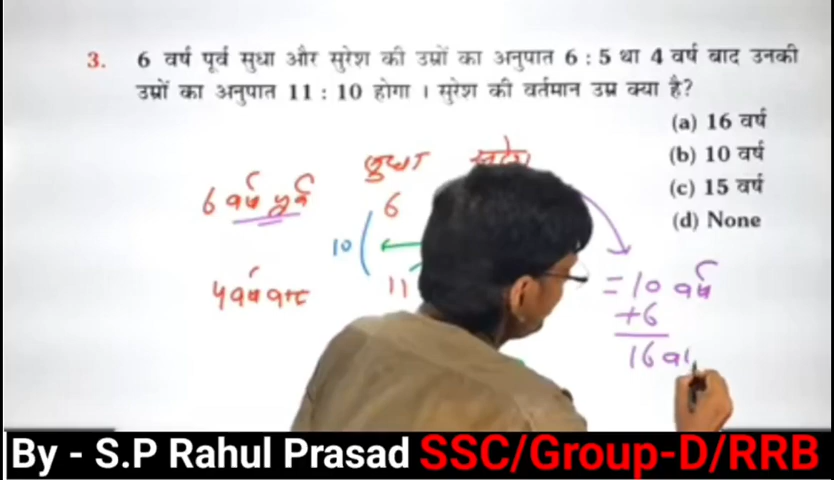 3. 6 वर्ष पूर्व सुधा और सुरेश की उम्रों का अनुपात 6 : 5 था 4 वर्ष बाद उनकी
उम्रों का अनुपात 11 : 10 होगा । सुरेश की वर्तमान उम्र क्या है?
(a) 16 वर्ष
(b) 10 वर्ष
(c) 15 वर्ष
(d) None
सुधा सुरेश
6 वर्ष पूर्व 6
10
4 वर्ष बाद 11
= 10 वर्ष
+6
16 व
By - S.P Rahul Prasad SSC/Group-D/RRB